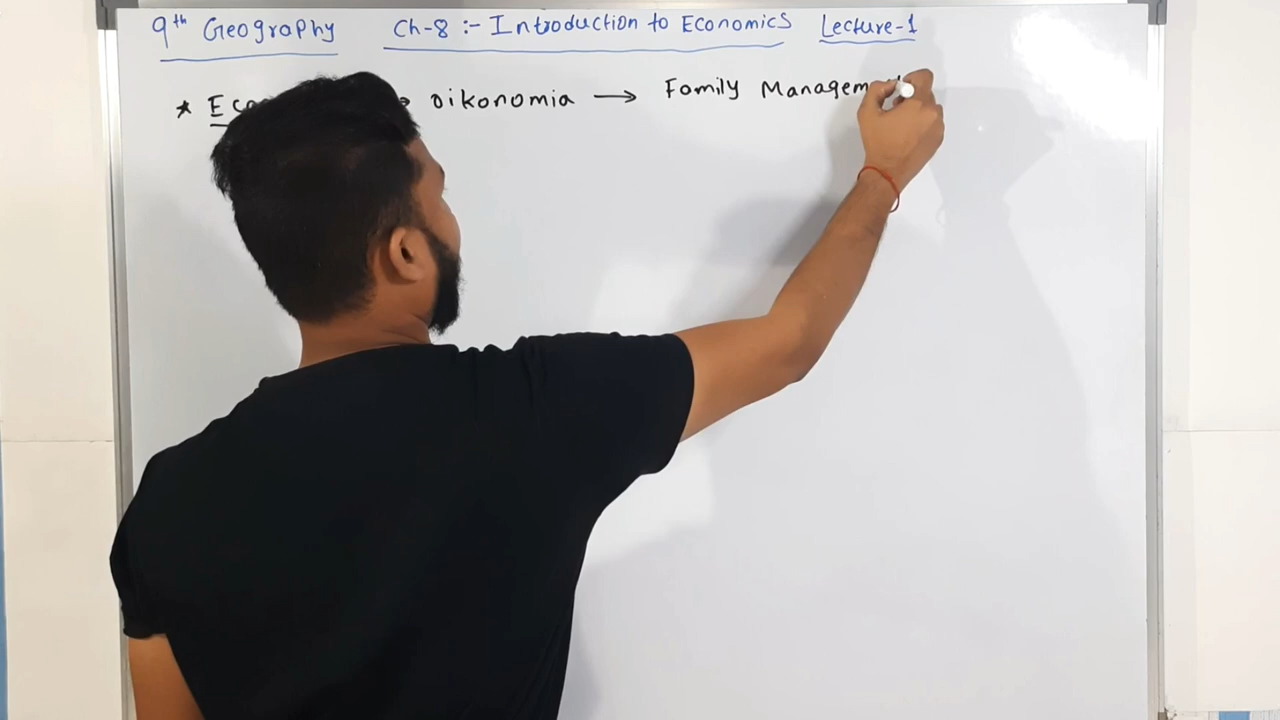 9th Geography Ch-8 :- Introduction to Economics Lecture-1
* oikonomia → Family Managem